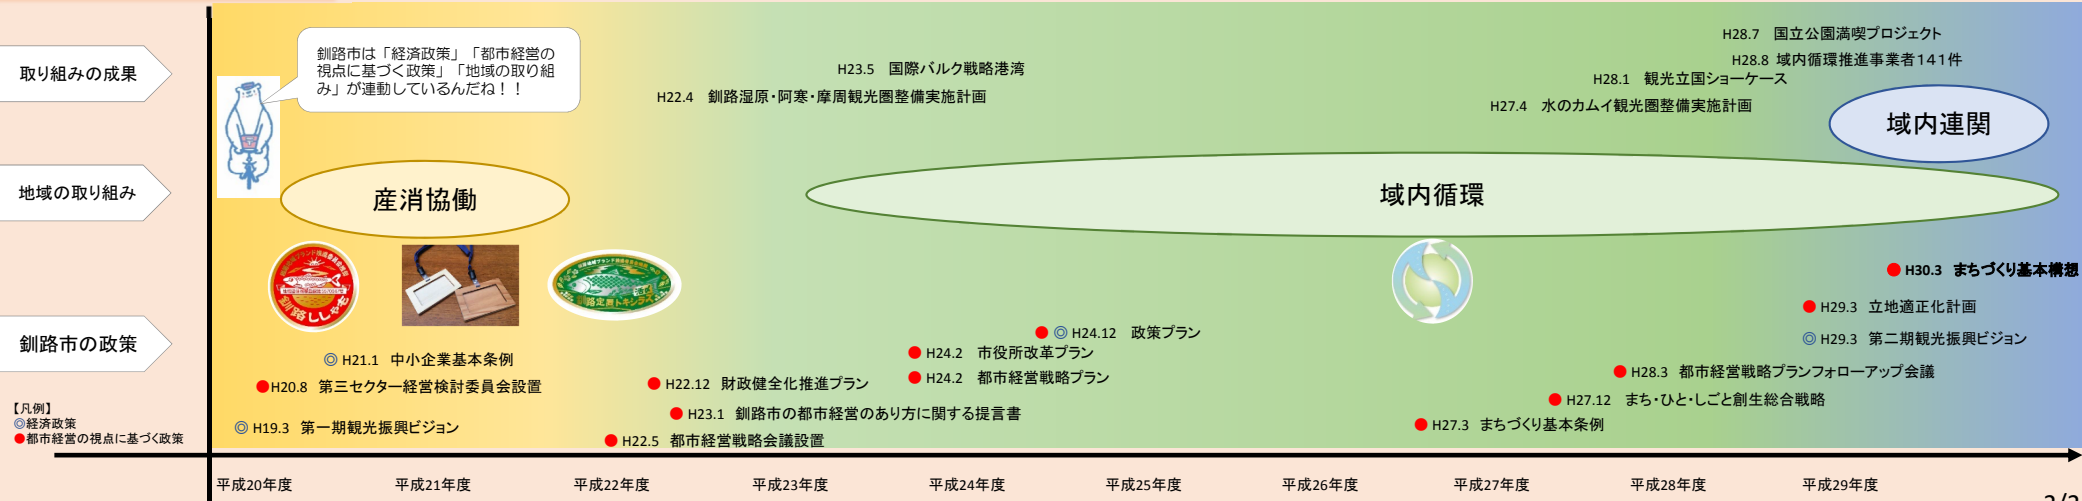 取り組みの成果
地域の取り組み
釧路市の政策
【凡例】
◎経済政策
●都市経営の視点に基づく政策
釧路市は「経済政策」「都市経営の
視点に基づく政策」「地域の取り組
み」が連動しているんだね！！
H28.7 国立公園満喫プロジェクト
H28.8 域内循環推進事業者141件
H23.5 国際バルク戦略港湾
H28.1 観光立国ショーケース
H22.4 釧路湿原・阿寒・摩周観光圏整備実施計画
H27.4 水のカムイ観光圏整備実施計画
域内連関
産消協働
域内循環
釧路ししゃも
釧路定置トキシラズ
●H30.3 まちづくり基本構想
●H29.3 立地適正化計画
●◎H24.12 政策プラン
◎H29.3 第二期観光振興ビジョン
●H24.2 市役所改革プラン
◎H21.1 中小企業基本条例
●H28.3 都市経営戦略プランフォローアップ会議
●H24.2 都市経営戦略プラン
●H22.12 財政健全化推進プラン
●H20.8 第三セクター経営検討委員会設置
●H27.12 まち・ひと・しごと創生総合戦略
●H23.1 釧路市の都市経営のあり方に関する提言書
●H27.3 まちづくり基本条例
◎H19.3 第一期観光振興ビジョン
●H22.5 都市経営戦略会議設置
平成20年度 平成21年度 平成22年度 平成23年度 平成24年度 平成25年度 平成26年度 平成27年度 平成28年度 平成29年度